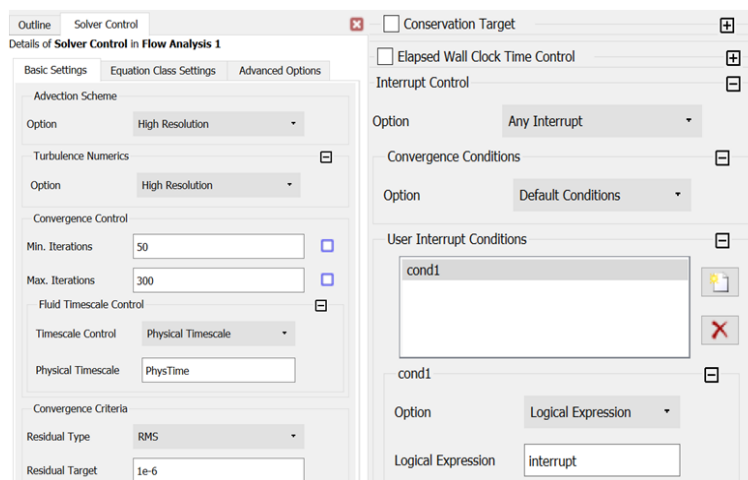 Outline Solver Control
Details of Solver Control in Flow Analysis 1
Basic Settings Equation Class Settings Advanced Options
Advection Scheme
Option High Resolution
Turbulence Numerics
Option High Resolution
Convergence Control
Min. Iterations 50
Max. Iterations 300
Fluid Timescale Control
Timescale Control Physical Timescale
Physical Timescale PhysTime
Convergence Criteria
Residual Type RMS
Residual Target 1e-6
Conservation Target
Elapsed Wall Clock Time Control
Interrupt Control
Option Any Interrupt
Convergence Conditions
Option Default Conditions
User Interrupt Conditions
cond1
cond1
Option Logical Expression
Logical Expression interrupt